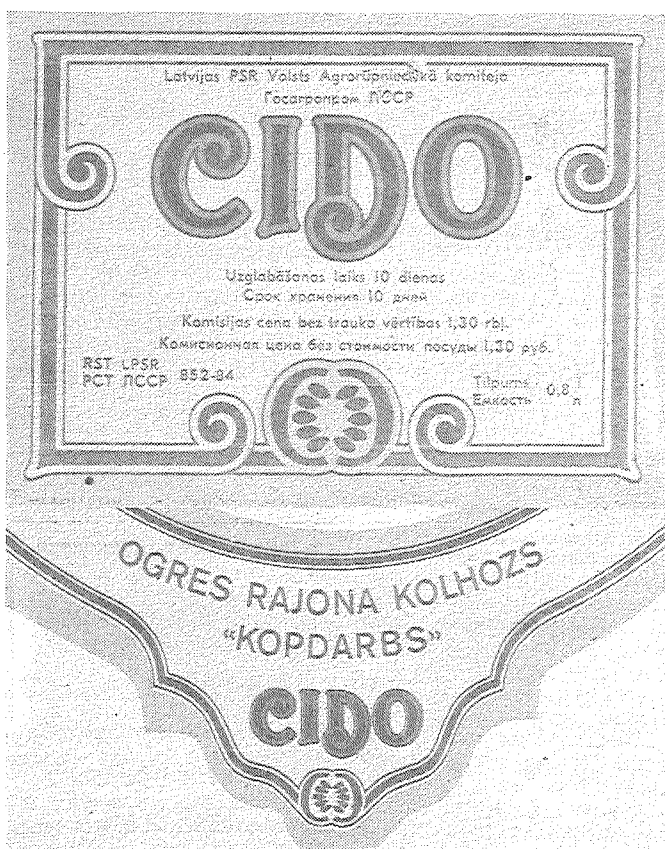 Latvijas PSR Valsts Agrorūpnieciskā komiteja
Госагропром ЛССР
CIDO
Uzglabāšanas laiks 10 dienas
Срок хранения 10 дней
Komisijas cena bez trauka vērtības 1,30 rbļ.
Комиссионная цена без стоимости посуды 1,30 руб.
RST LPSR
РСТ ЛССР 852-84
Tilpums 0,8 l
Емкость л
OGRES RAJONA KOLHOZS
«KOPDARBS»
CIDO